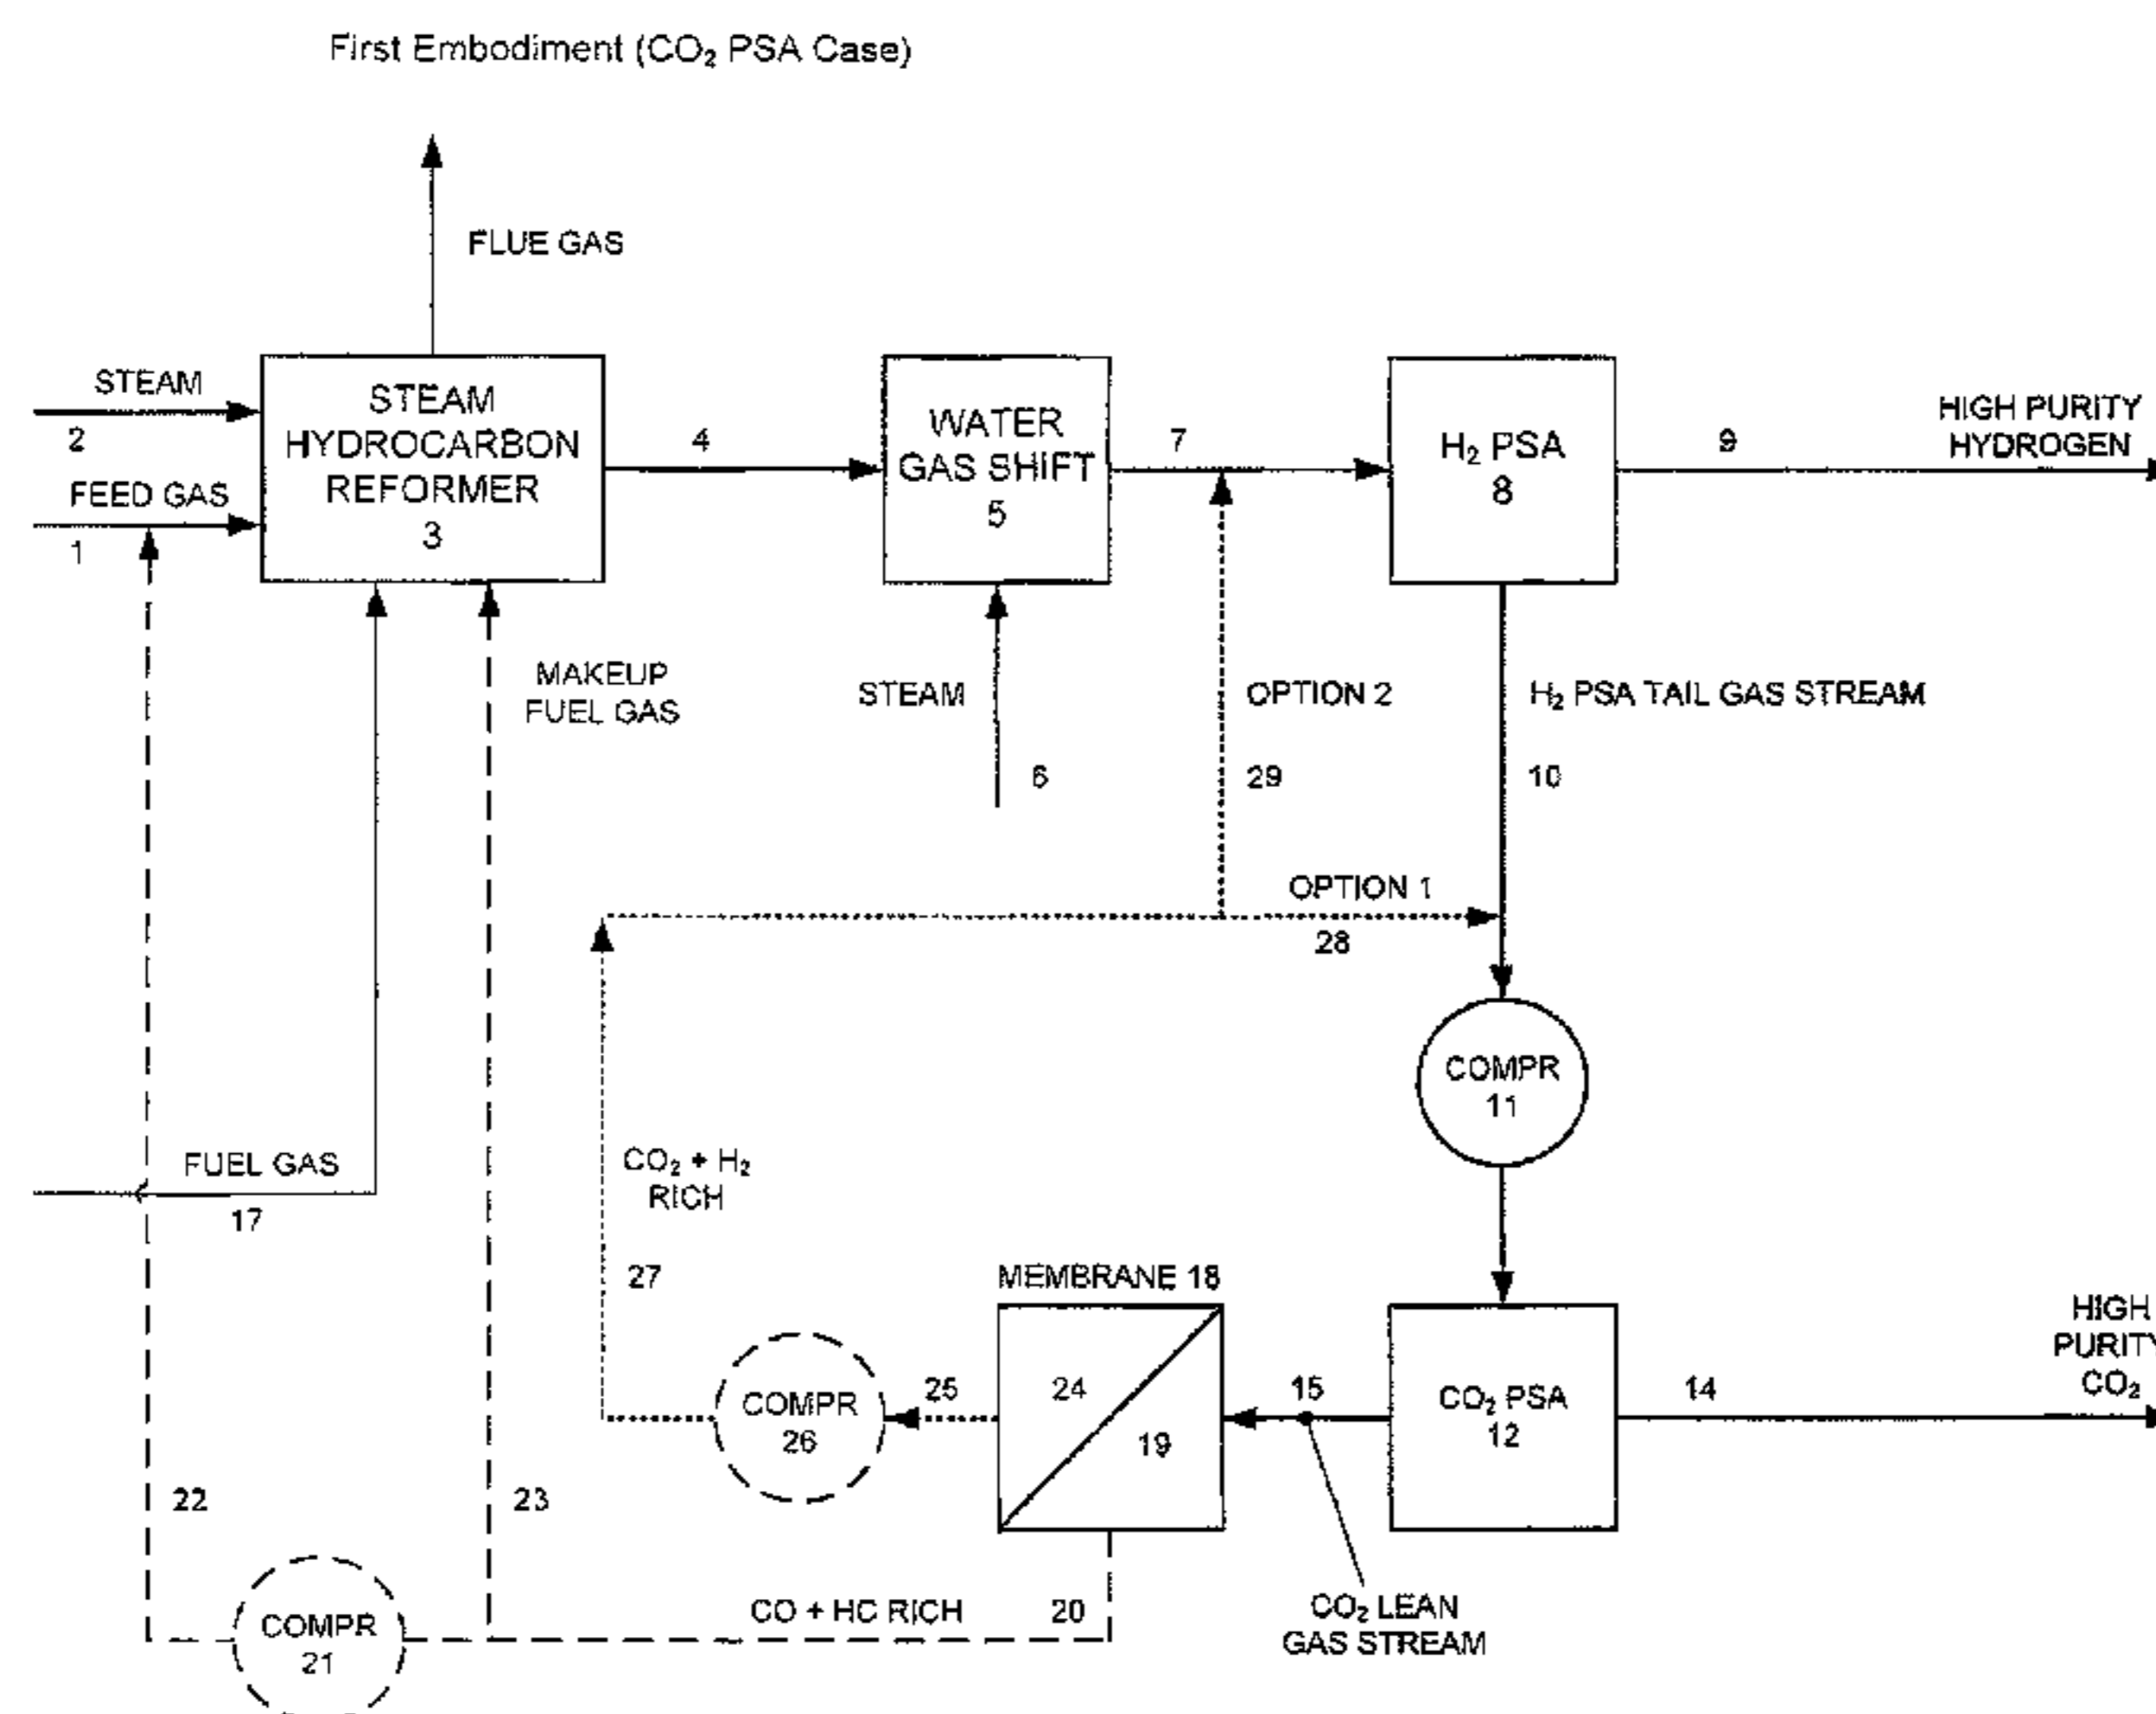 First Embodiment (CO₂ PSA Case)
FLUE GAS
STEAM
2
FEED GAS
1
STEAM
HYDROCARBON
REFORMER
3
4
WATER
GAS SHIFT
5
7
H₂ PSA
8
9
HIGH PURITY
HYDROGEN
MAKEUP
FUEL GAS
STEAM
6
OPTION 2
29
H₂ PSA TAIL GAS STREAM
10
OPTION 1
28
COMPR
11
FUEL GAS
17
CO₂ + H₂
RICH
27
MEMBRANE 18
24
19
25
COMPR
26
15
CO₂ PSA
12
14
HIGH
PURITY
CO₂
22
23
COMPR
21
CO + HC RICH
20
CO₂ LEAN
GAS STREAM